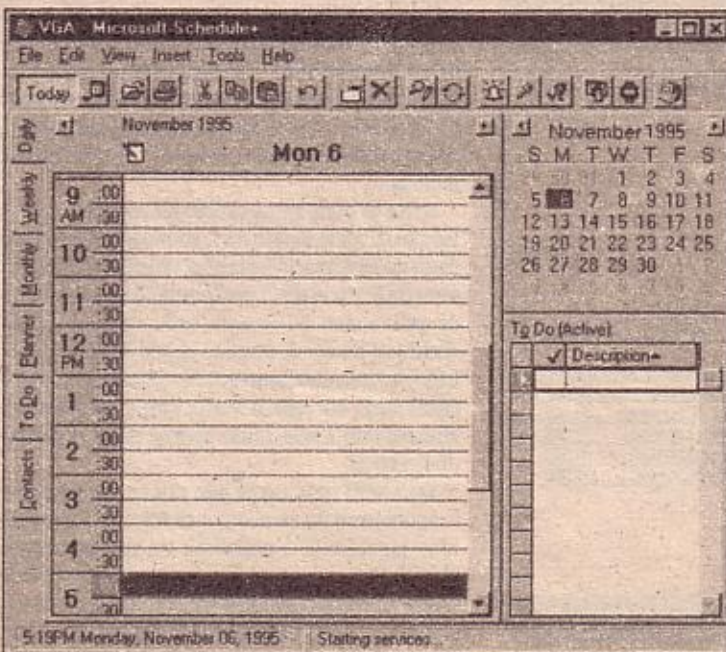 VGA - Microsoft Schedule+
File Edit View Insert Tools Help
Today
Daily
Weekly
Monthly
Planner
To Do
Contacts
November 1995
Mon 6
9 AM :00
:30
10 :00
:30
11 :00
:30
12 PM :00
:30
1 :00
:30
2 :00
:30
3 :00
:30
4 :00
:30
5
:30
November 1995
S M T W T F S
1 2 3 4
5 6 7 8 9 10 11
12 13 14 15 16 17 18
19 20 21 22 23 24 25
26 27 28 29 30
To Do (Active)
Description
5:19PM Monday, November 06, 1995
Starting services...